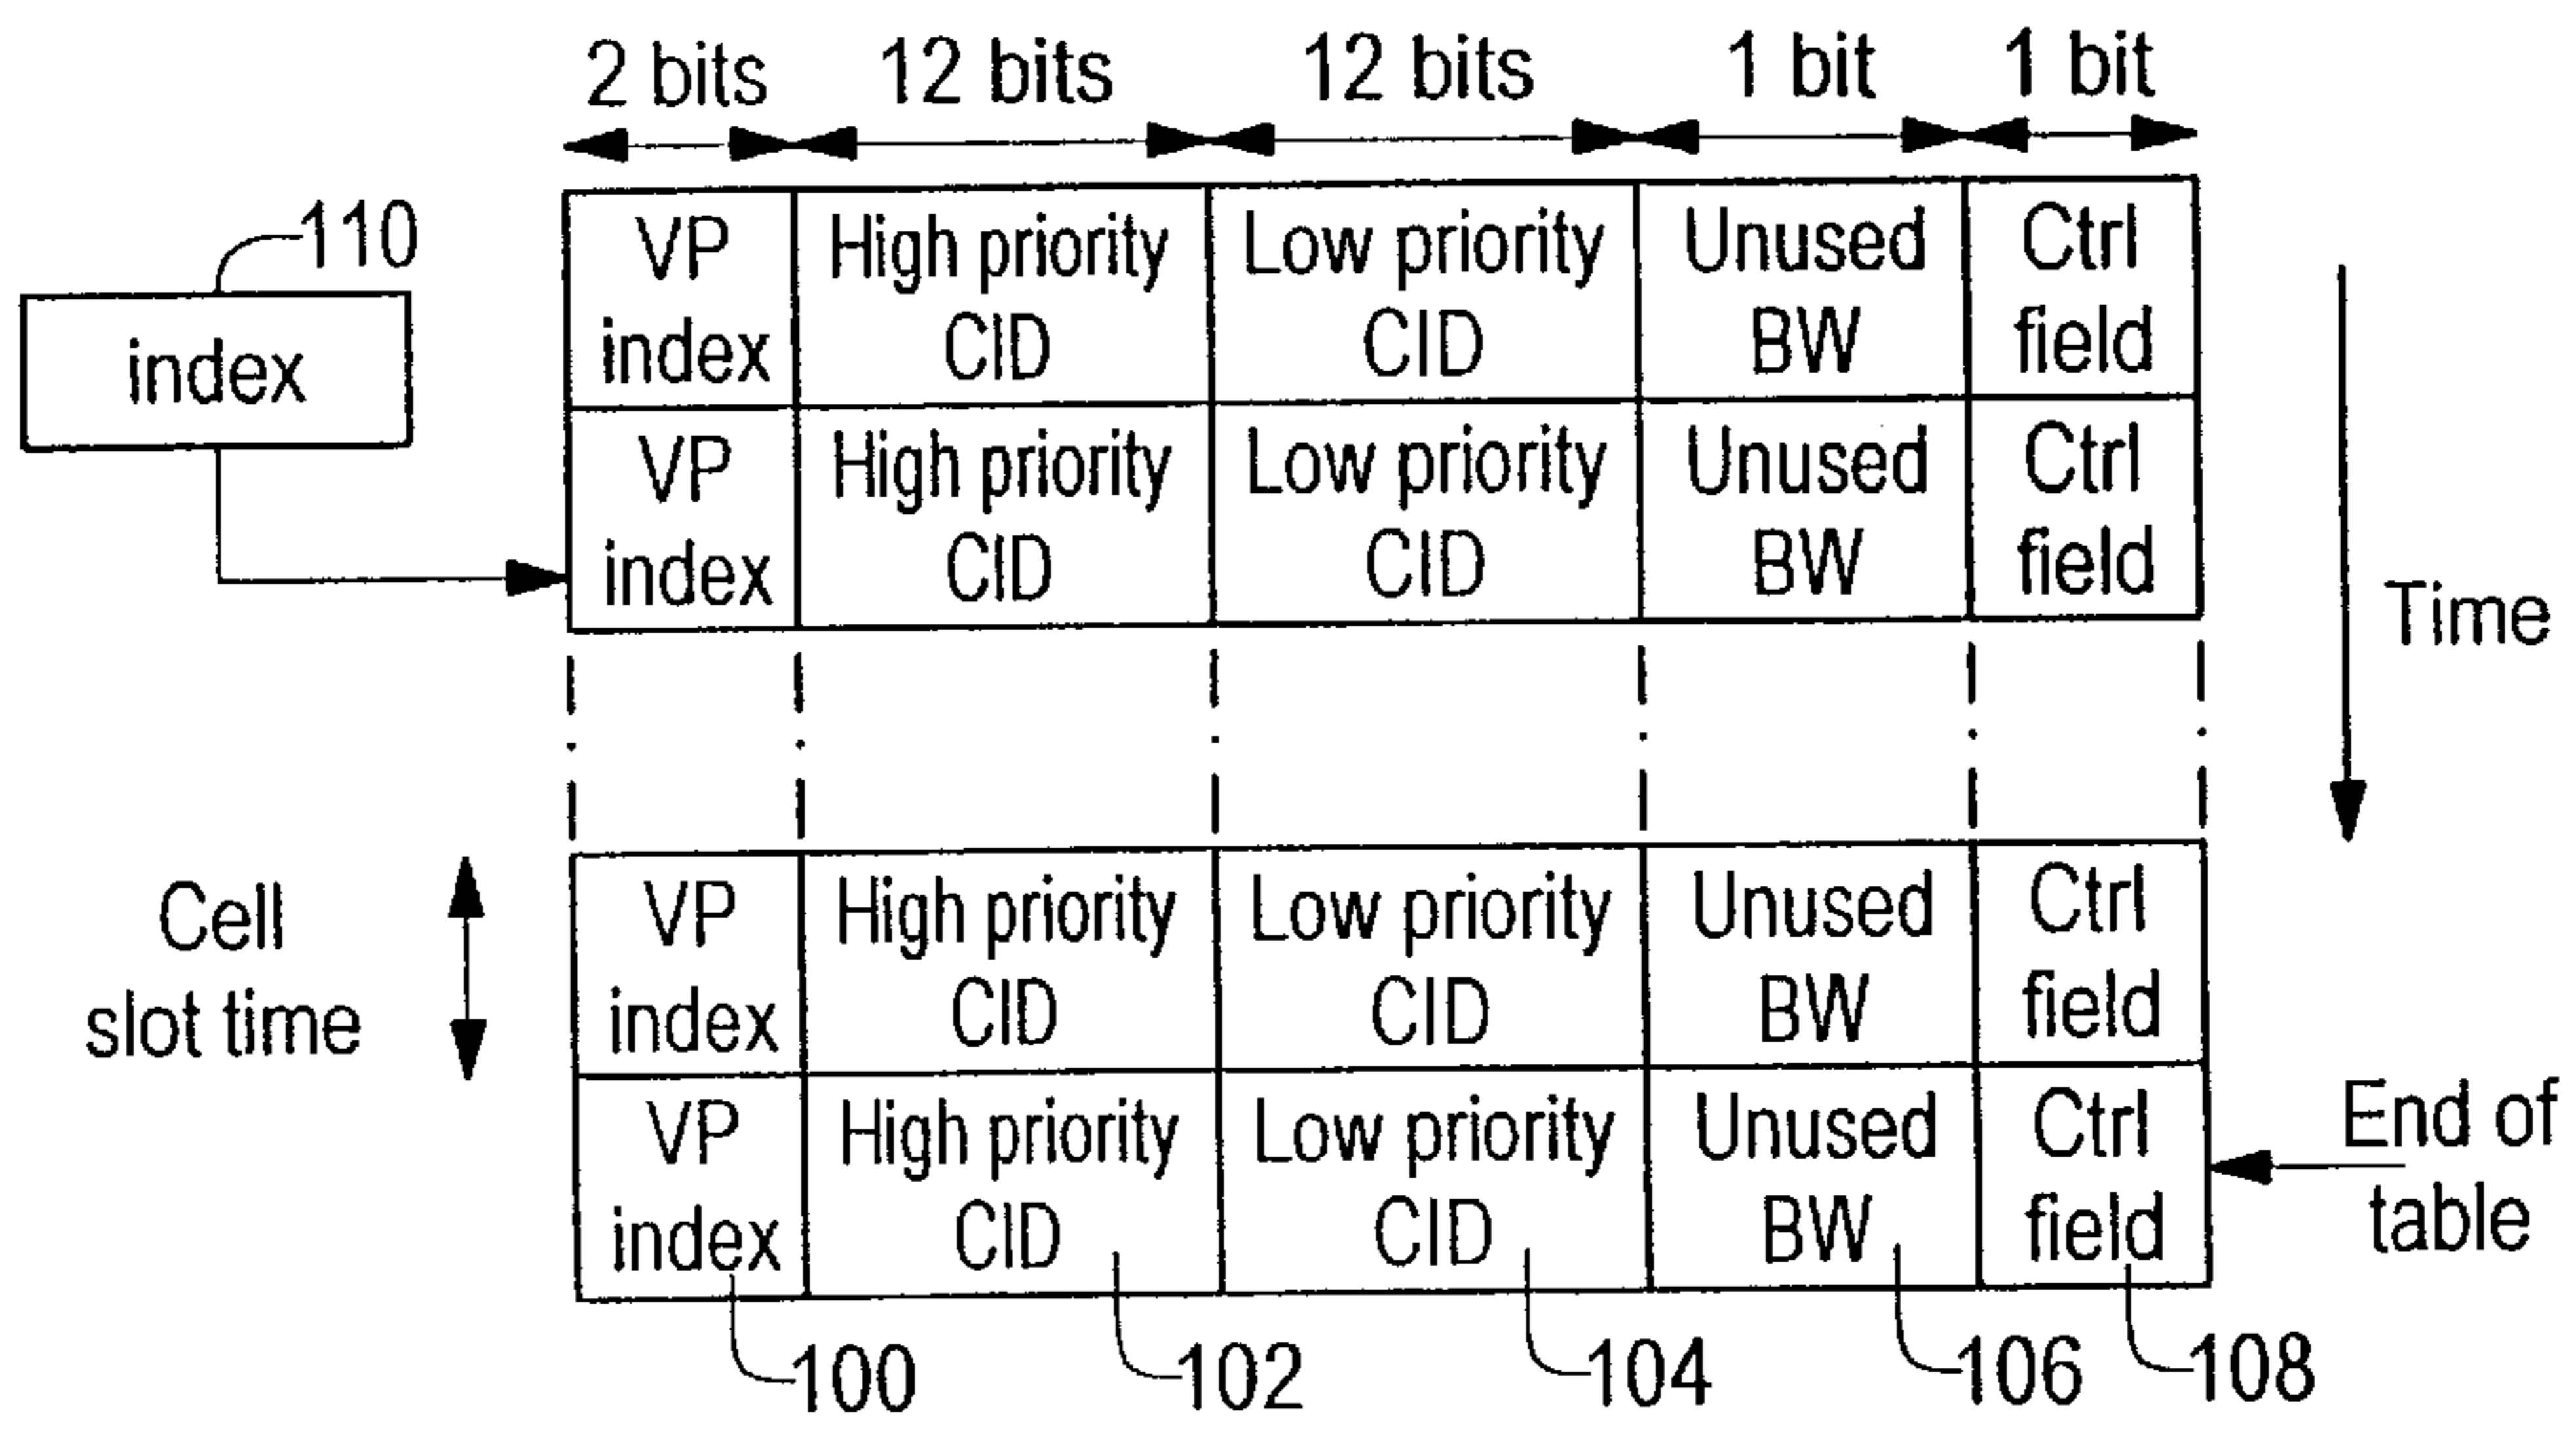 2 bits 12 bits 12 bits 1 bit 1 bit
110
index
VP High priority Low priority Unused Ctrl
index CID CID BW field
VP High priority Low priority Unused Ctrl
index CID CID BW field
Time
Cell
slot time
VP High priority Low priority Unused Ctrl
index CID CID BW field
VP High priority Low priority Unused Ctrl
index CID CID BW field
End of
table
100 102 104 106 108